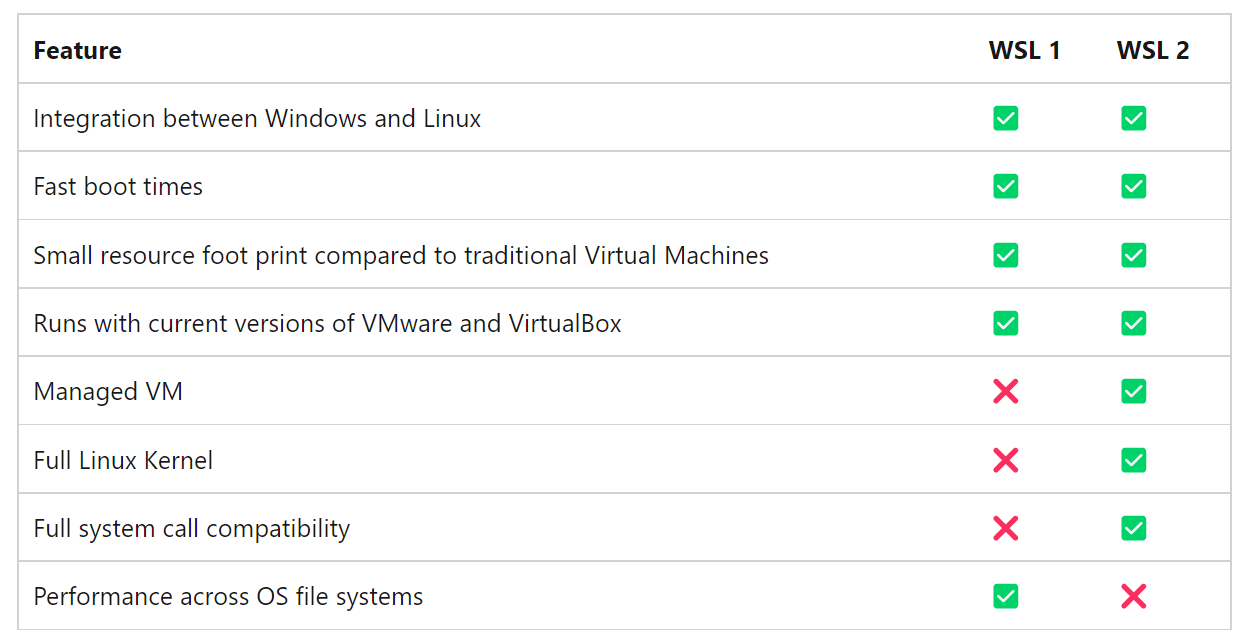 Feature WSL 1 WSL 2
Integration between Windows and Linux ✅ ✅
Fast boot times ✅ ✅
Small resource foot print compared to traditional Virtual Machines ✅ ✅
Runs with current versions of VMware and VirtualBox ✅ ✅
Managed VM ❌ ✅
Full Linux Kernel ❌ ✅
Full system call compatibility ❌ ✅
Performance across OS file systems ✅ ❌